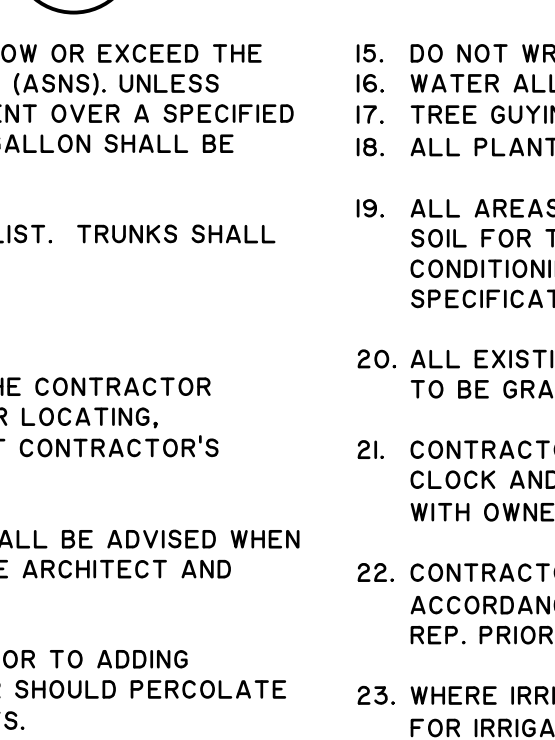 OW OR EXCEED THE
(ASNS). UNLESS
ENT OVER A SPECIFIED
GALLON SHALL BE
LIST. TRUNKS SHALL
HE CONTRACTOR
R LOCATING,
T CONTRACTOR'S
ALL BE ADVISED WHEN
E ARCHITECT AND
OR TO ADDING
R SHOULD PERCOLATE
YS.
15. DO NOT WR
16. WATER ALL
17. TREE GUYIN
18. ALL PLANT
19. ALL AREAS
SOIL FOR T
CONDITIONI
SPECIFICAT
20. ALL EXISTI
TO BE GRA
21. CONTRACTO
CLOCK AND
WITH OWNE
22. CONTRACTO
ACCORDANC
REP. PRIOR
23. WHERE IRRI
FOR IRRIGA